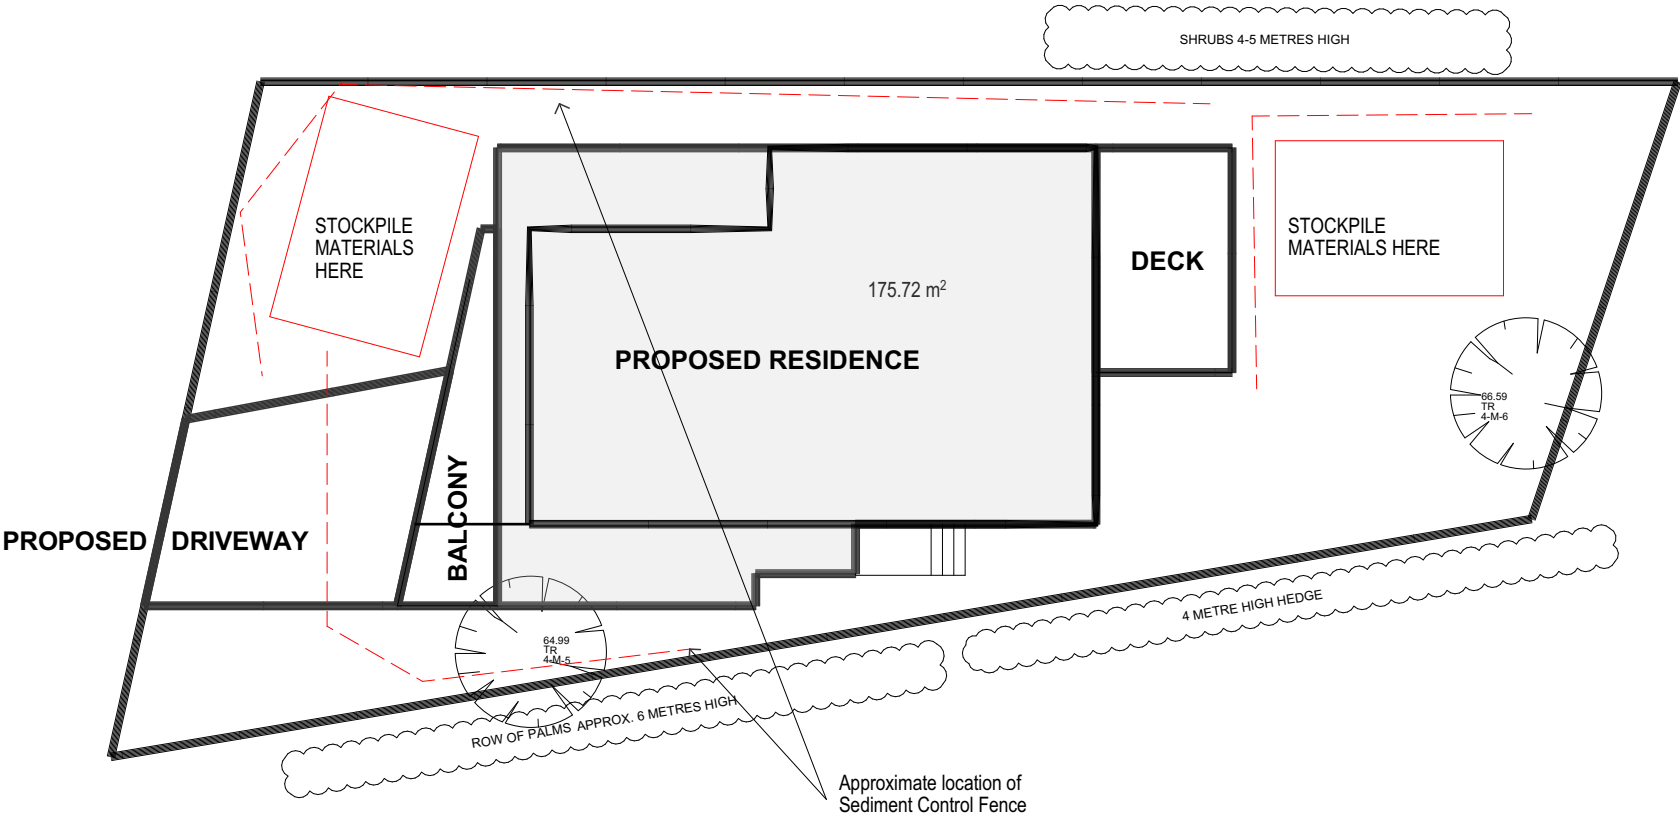 SHRUBS 4-5 METRES HIGH
STOCKPILE
MATERIALS
HERE
STOCKPILE
MATERIALS HERE
DECK
175.72 m²
PROPOSED RESIDENCE
66.59
TR
4-M-6
BALCONY
PROPOSED DRIVEWAY
64.99
TR
4-M-5
4 METRE HIGH HEDGE
ROW OF PALMS APPROX. 6 METRES HIGH
Approximate location of
Sediment Control Fence